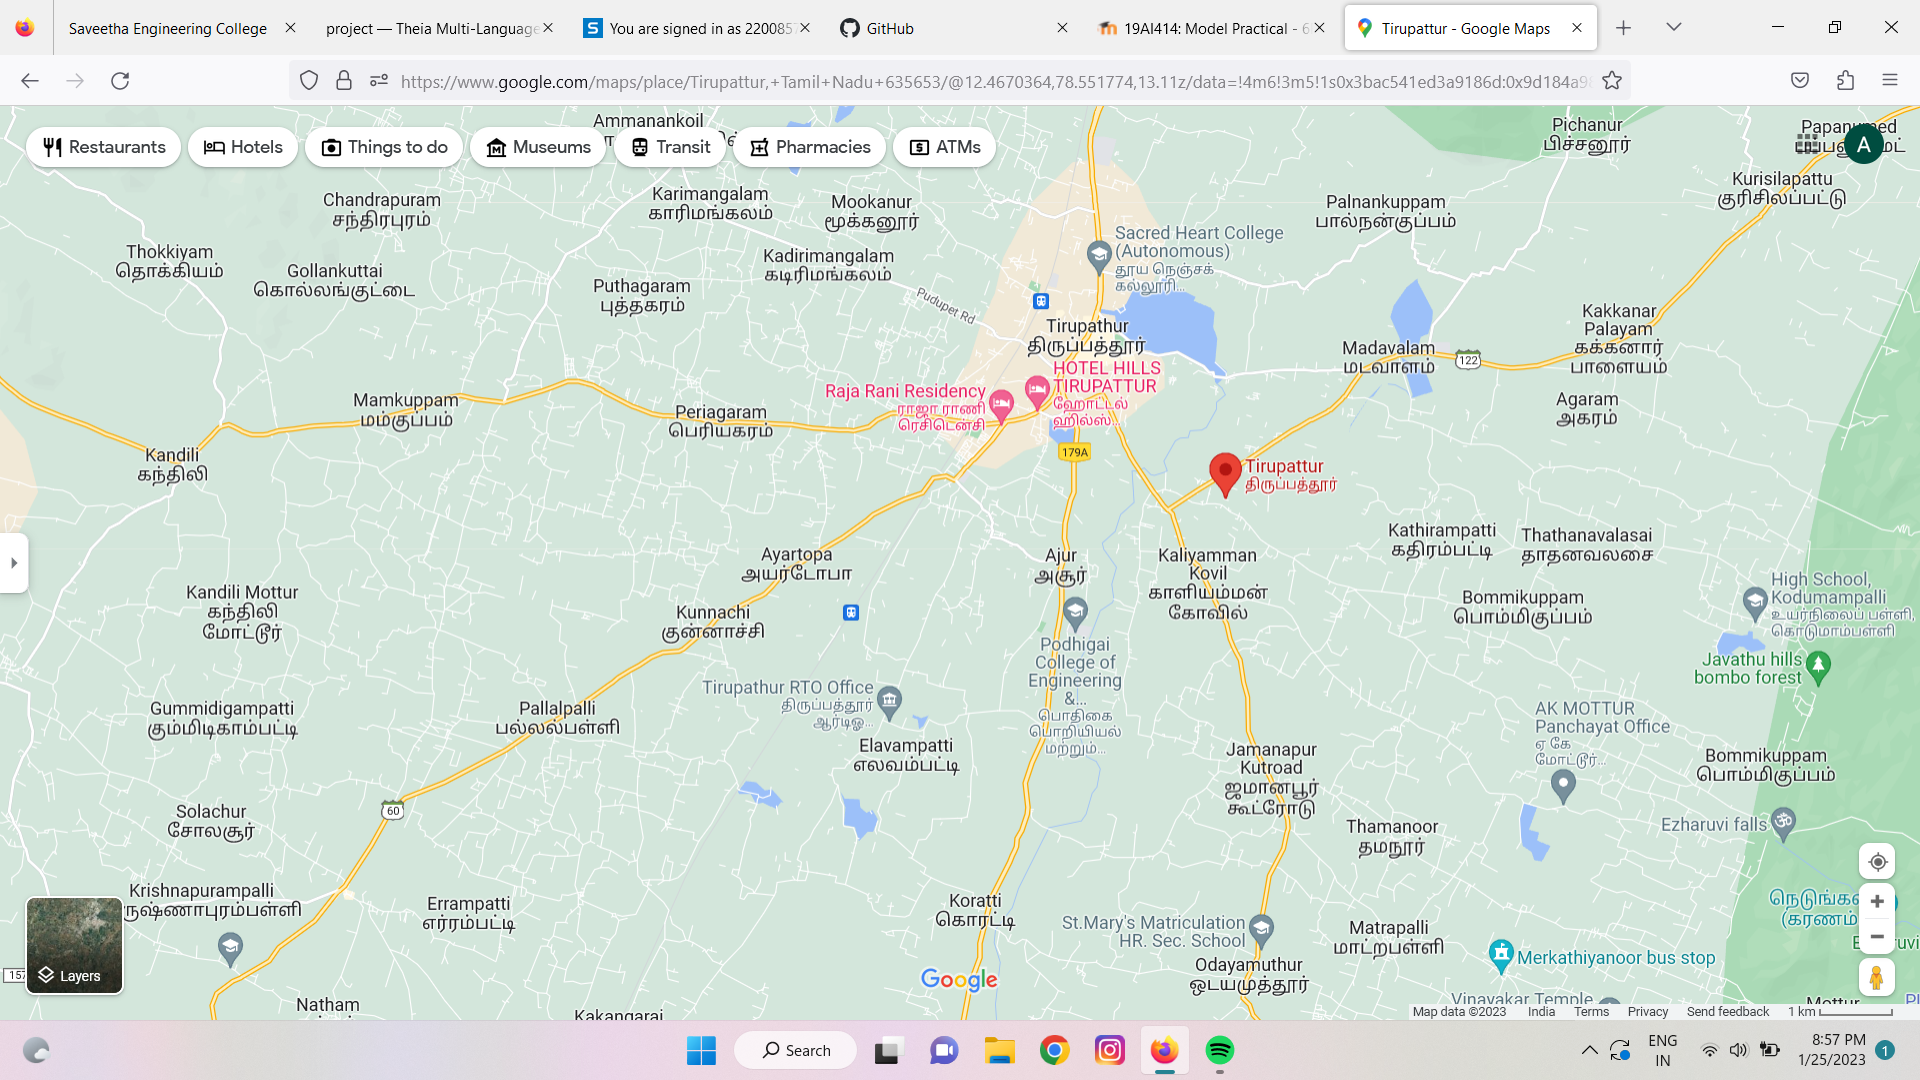 Saveetha Engineering College
project — Theia Multi-Language
You are signed in as 220085
GitHub
19AI414: Model Practical - 6
Tirupattur - Google Maps
https://www.google.com/maps/place/Tirupattur,+Tamil+Nadu+635653/@12.4670364,78.551774,13.11z/data=!4m6!3m5!1s0x3bac541ed3a9186d:0x9d184a9
Restaurants
Hotels
Things to do
Museums
Transit
Pharmacies
ATMs
A
Ammanankoil
Pichanur
பிச்சனூர்
Papanumed
Kurisilapattu
குரிசிலாப்பட்டு
Chandrapuram
சந்திரபுரம்
Karimangalam
காரிமங்கலம்
Mookanur
மூக்கனூர்
Palnankuppam
பால்நன்குப்பம்
Thokkiyam
தொக்கியம்
Gollankuttai
கொல்லங்குட்டை
Kadirimangalam
கடிரிமங்கலம்
Sacred Heart College
(Autonomous)
தூய நெஞ்சக்
கல்லூரி...
Puthagaram
புத்தகரம்
Pudupet Rd
Tirupathur
திருப்பத்தூர்
Kakkanar
Palayam
கக்கனார்
பாளையம்
Madavalam
மடவாளம்
122
HOTEL HILLS
TIRUPATTUR
ஹோட்டல்
ஹில்ஸ்...
Raja Rani Residency
ராஜா ராணி
ரெசிடென்சி
Mamkuppam
மம்குப்பம்
Periagaram
பெரியகரம்
Agaram
அகரம்
Kandili
கந்திலி
179A
Tirupattur
திருப்பத்தூர்
Kathirampatti
கதிரம்பட்டி
Thathanavalasai
தாதனவலசை
Ayartopa
அயர்டோபா
Ajur
அசூர்
Kaliyamman
Kovil
காளியம்மன்
கோவில்
Kandili Mottur
கந்திலி
மோட்டூர்
Kunnachi
குன்னாச்சி
Bommikuppam
பொம்மிகுப்பம்
High School,
Kodumampalli
உயர்நிலைப் பள்ளி,
கொடுமாம்பள்ளி
Podhigai
College of
Engineering
&...
பொதிகை
பொறியியல்
மற்றும்...
Javathu hills
bombo forest
Tirupathur RTO Office
திருப்பத்தூர்
ஆர்டிஓ...
Gummidigampatti
கும்மிடிகாம்பட்டி
Pallalpalli
பல்லல்பள்ளி
AK MOTTUR
Panchayat Office
ஏ கே
மோட்டூர்...
Elavampatti
எலவம்பட்டி
Jamanapur
Kutroad
ஜமானபூர்
கூட்ரோடு
Bommikuppam
பொம்மிகுப்பம்
Solachur
சோலசூர்
60
Thamanoor
தமநூர்
Ezharuvi falls
Krishnapurampalli
ருஷ்ணாபுரம்பள்ளி
Errampatti
எர்ரம்பட்டி
Koratti
கொரட்டி
St.Mary's Matriculation
HR. Sec. School
Matrapalli
மாட்றபள்ளி
நெடுங்க
(கரணம்
Merkathiyanoor bus stop
Odayamuthur
ஒடயமுத்தூர்
157
Layers
Google
Natham
Kakangarai
Vinayakar Temple
Mottur
Map data ©2023
India
Terms
Privacy
Send feedback
1 km
Search
ENG
IN
8:57 PM
1/25/2023
1